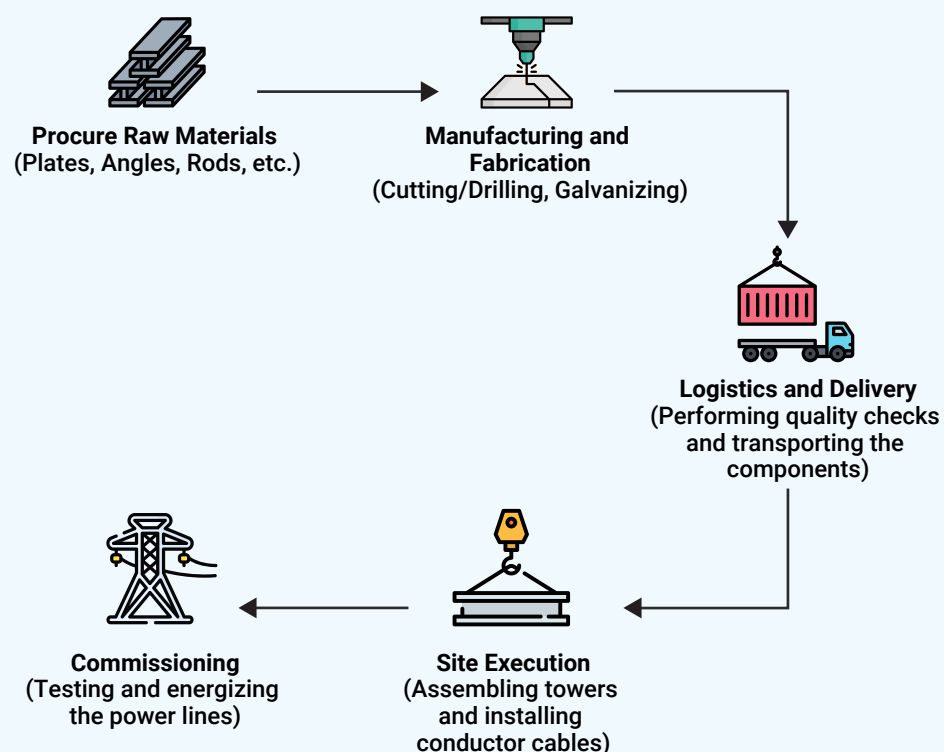 Procure Raw Materials
(Plates, Angles, Rods, etc.)
Manufacturing and
Fabrication
(Cutting/Drilling, Galvanizing)
Logistics and Delivery
(Performing quality checks
and transporting the
components)
Site Execution
(Assembling towers
and installing
conductor cables)
Commissioning
(Testing and energizing
the power lines)